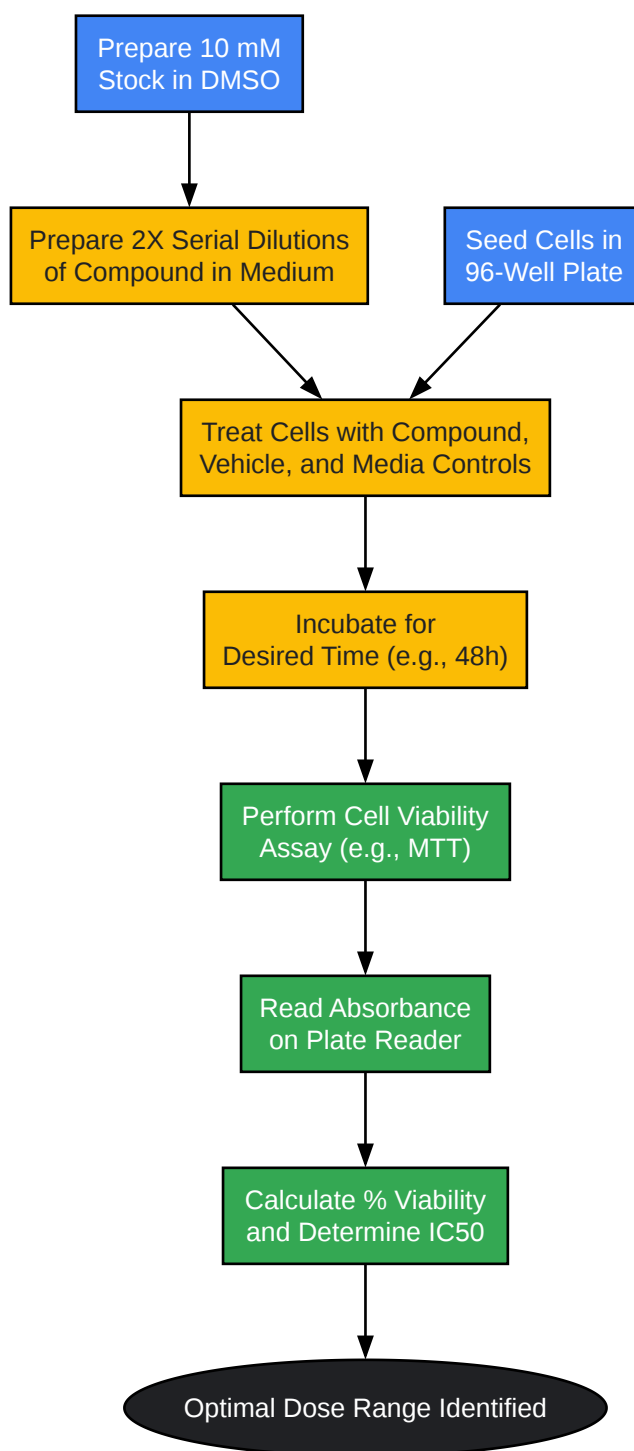 Prepare 10 mM
Stock in DMSO
Prepare 2X Serial Dilutions
of Compound in Medium
Seed Cells in
96-Well Plate
Treat Cells with Compound,
Vehicle, and Media Controls
Incubate for
Desired Time (e.g., 48h)
Perform Cell Viability
Assay (e.g., MTT)
Read Absorbance
on Plate Reader
Calculate % Viability
and Determine IC50
Optimal Dose Range Identified